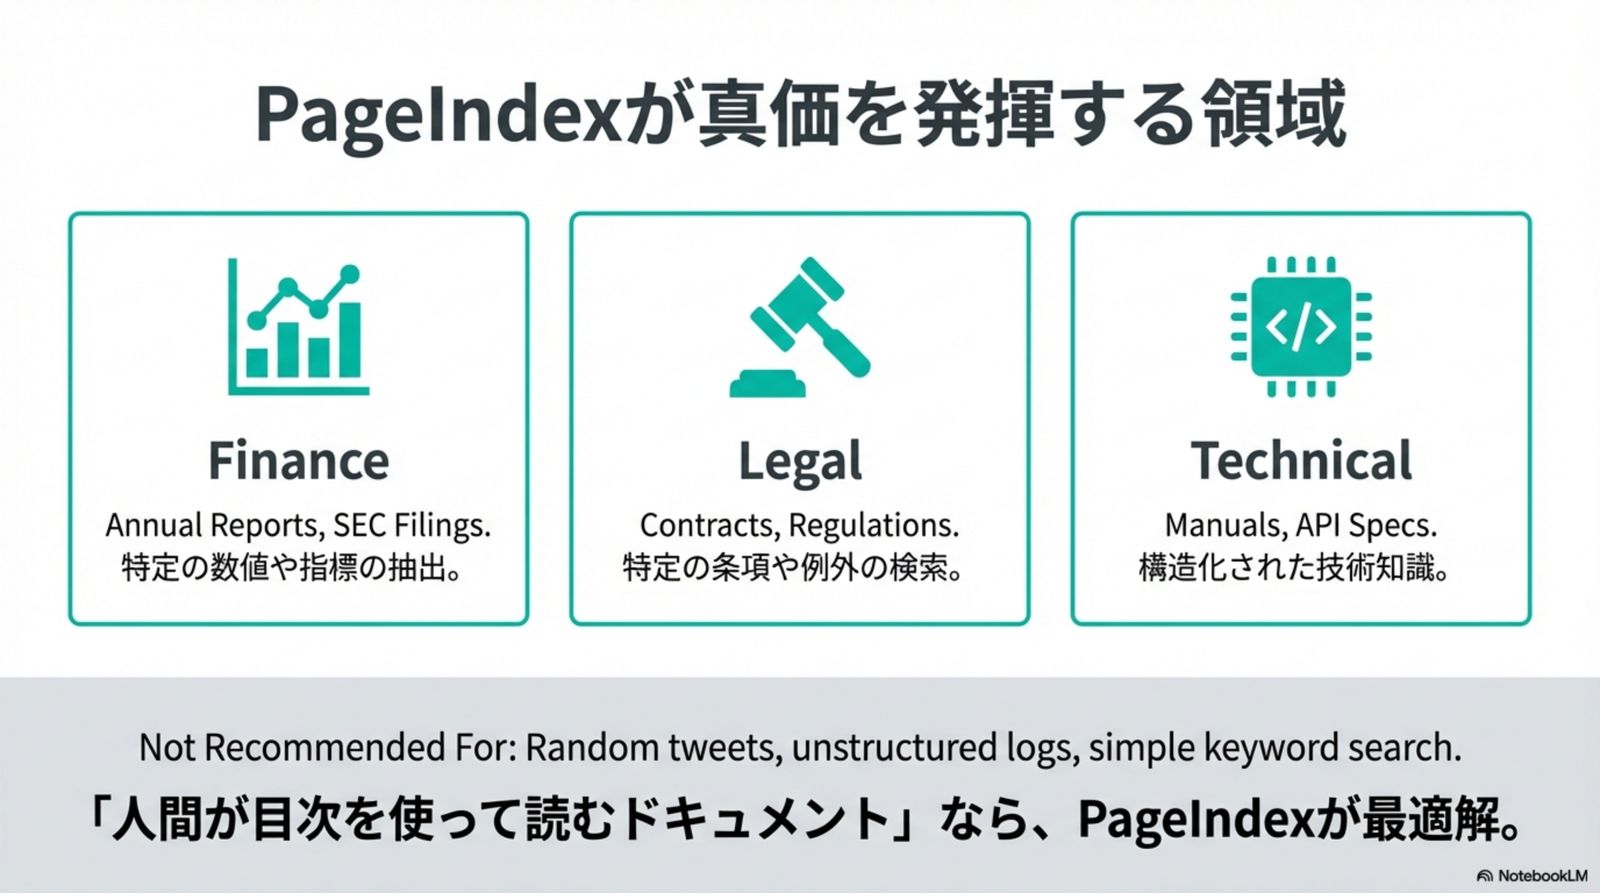 PageIndexが真価を発揮する領域
Finance
Annual Reports, SEC Filings.
特定の数値や指標の抽出。
Legal
Contracts, Regulations.
特定の条項や例外の検索。
</>
Technical
Manuals, API Specs.
構造化された技術知識。
Not Recommended For: Random tweets, unstructured logs, simple keyword search.
「人間が目次を使って読むドキュメント」なら、PageIndexが最適解。
NotebookLM